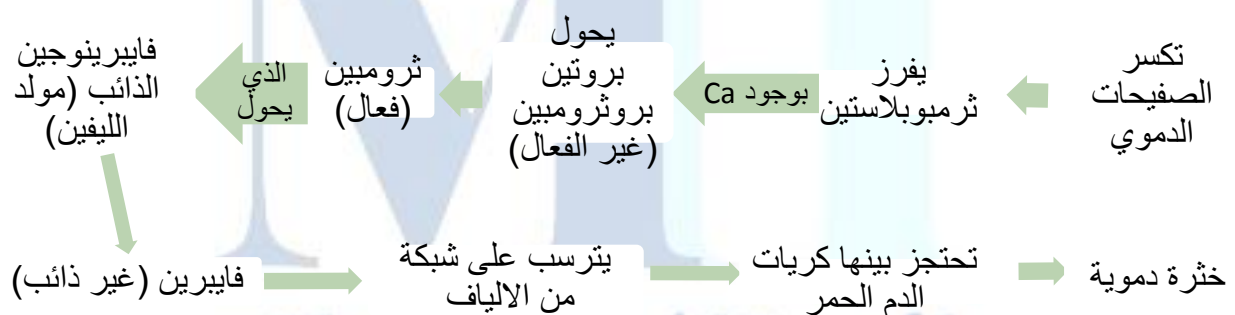 تكسر
الصفيحات
الدموي
يفرز
ثرمبوبلاستين
بوجود Ca
يحول
بروتين
بروثرومبين
(غير الفعال)
ثرومبين
(فعال)
الذي
يحول
فايبرينوجين
الذائب (مولد
الليفين)
فايبرين (غير ذائب)
يترسب على شبكة
من الالياف
تحتجز بينها كريات
الدم الحمر
خثرة دموية